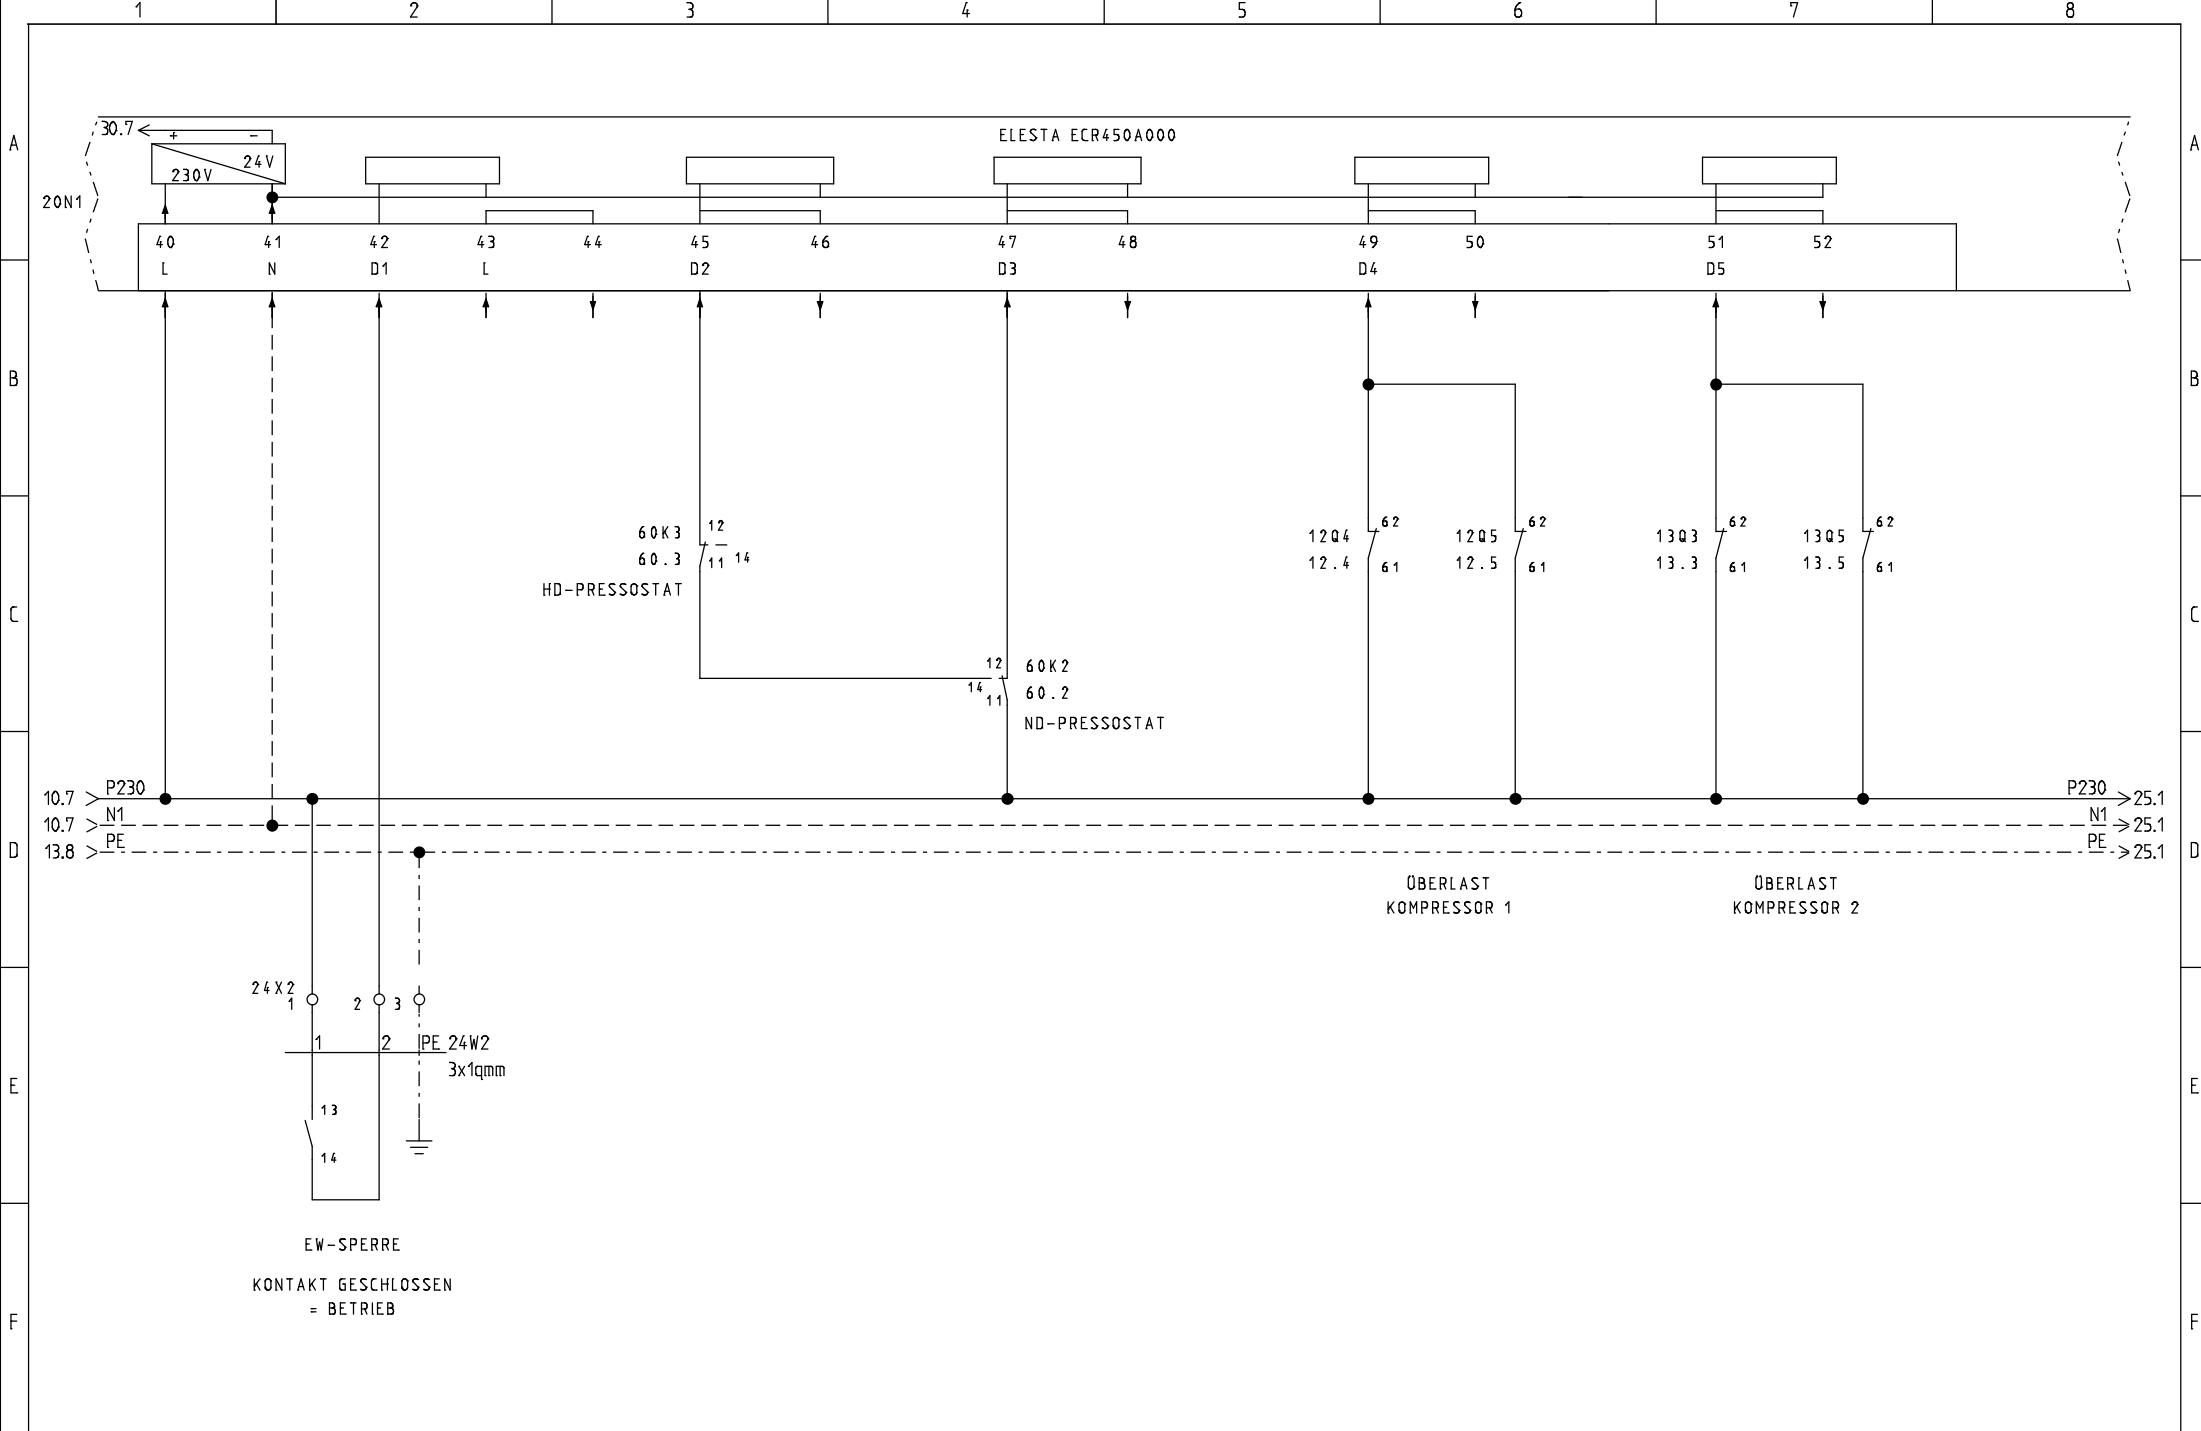 1 2 3 4 5 6 7 8
A A
30.7 + - ELESTA ECR450A000
24V
230V
20N1
40 41 42 43 44 45 46 47 48 49 50 51 52
L N D1 L D2 D3 D4 D5
B B
60K3 12
60.3 11 14
HD-PRESSOSTAT
12Q4 62
12.4 61
12Q5 62
12.5 61
13Q3 62
13.3 61
13Q5 62
13.5 61
C C
12 60K2
14 11 60.2
ND-PRESSOSTAT
10.7 P230 P230 25.1
10.7 N1 N1 25.1
13.8 PE PE 25.1
D D
ÜBERLAST
KOMPRESSOR 1
ÜBERLAST
KOMPRESSOR 2
24X2
1 2 3
1 2 PE 24W2
3x1qmm
E E
13
14
EW-SPERRE
KONTAKT GESCHLOSSEN
= BETRIEB
F F